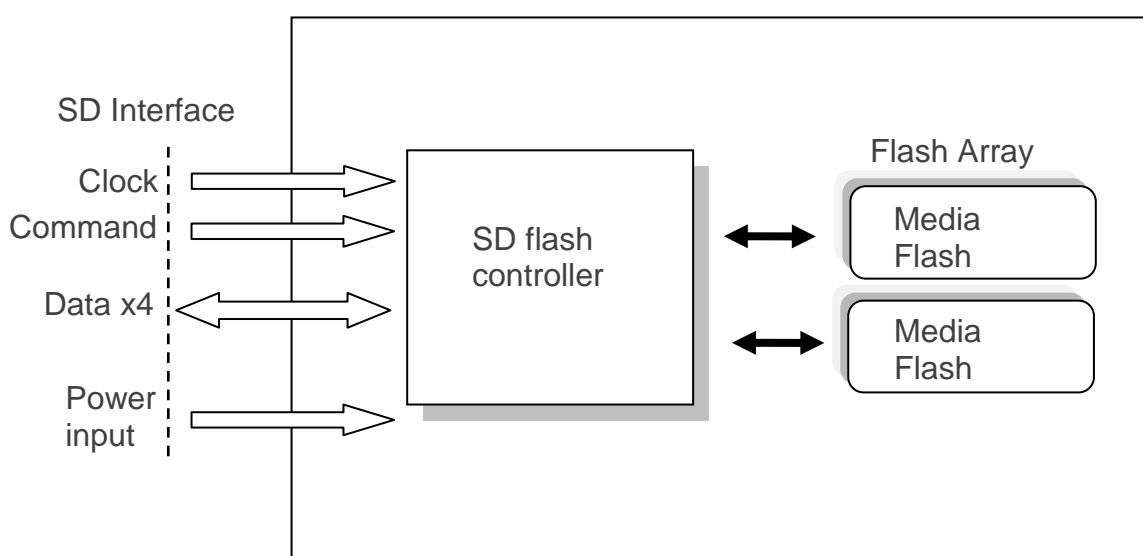 SD Interface
Clock
Command
Data x4
Power
input
SD flash
controller
Flash Array
Media
Flash
Media
Flash